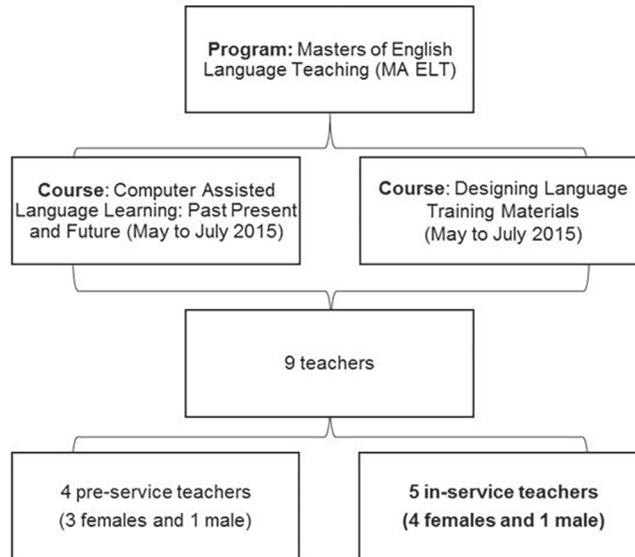 Program: Masters of English
Language Teaching (MA ELT)
Course: Computer Assisted
Language Learning: Past Present
and Future (May to July 2015)
Course: Designing Language
Training Materials
(May to July 2015)
9 teachers
4 pre-service teachers
(3 females and 1 male)
5 in-service teachers
(4 females and 1 male)